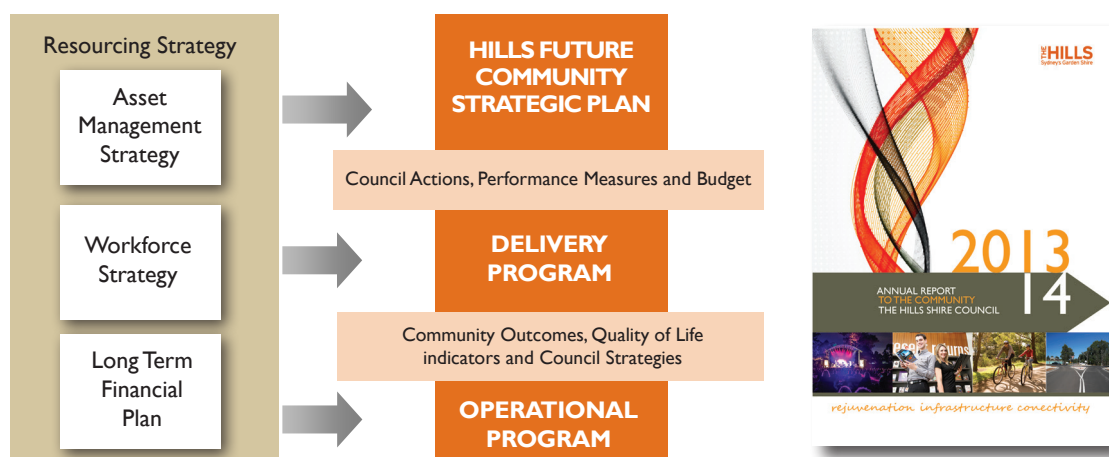 Resourcing Strategy
Asset
Management
Strategy
Workforce
Strategy
Long Term
Financial
Plan
HILLS FUTURE
COMMUNITY
STRATEGIC PLAN
Council Actions, Performance Measures and Budget
DELIVERY
PROGRAM
Community Outcomes, Quality of Life
indicators and Council Strategies
OPERATIONAL
PROGRAM
THE HILLS
Sydney's Garden Shire
2013
14
ANNUAL REPORT
TO THE COMMUNITY
THE HILLS SHIRE COUNCIL
rejuvenation infrastructure conectivity